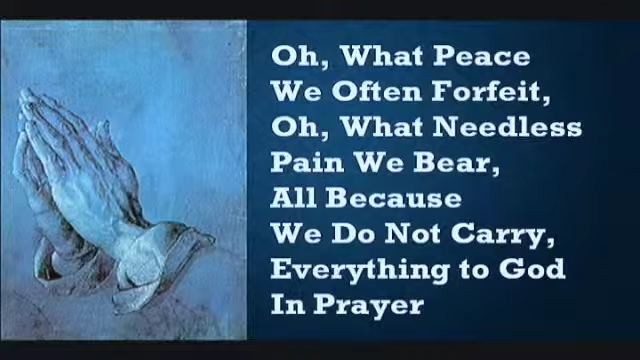 Oh, What Peace
We Often Forfeit,
Oh, What Needless
Pain We Bear,
All Because
We Do Not Carry,
Everything to God
In Prayer